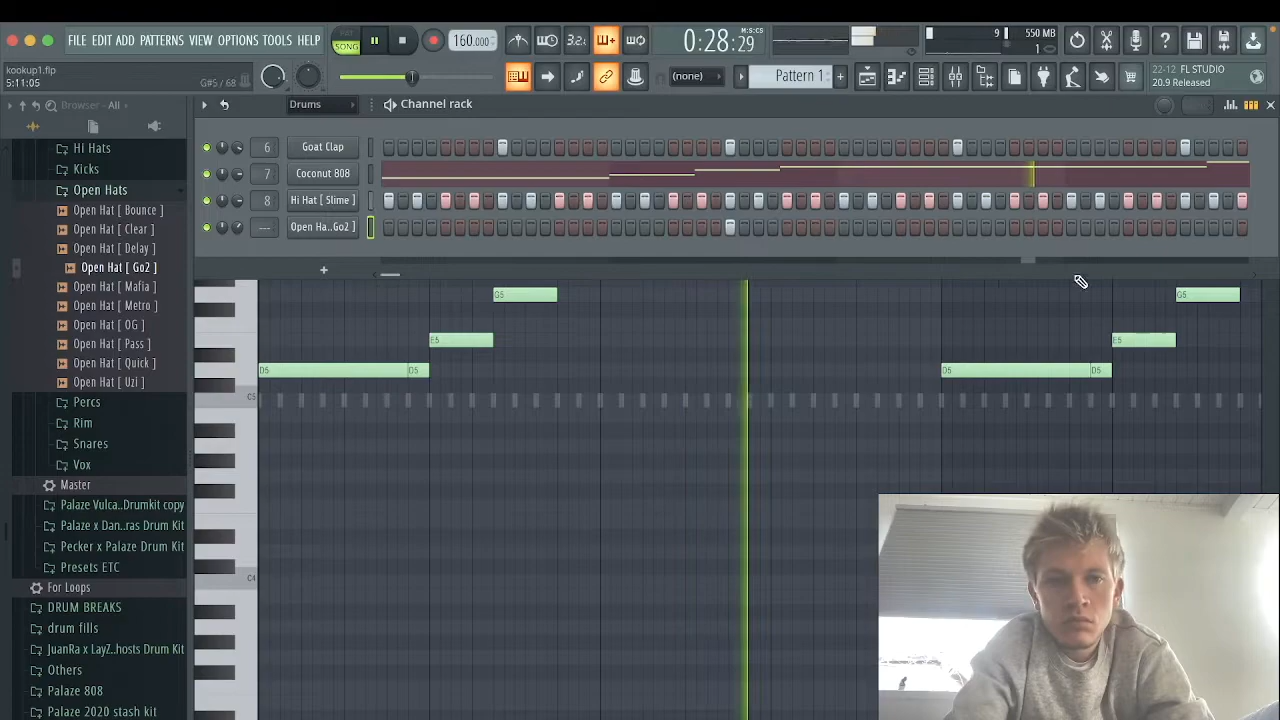 FILE EDIT ADD PATTERNS VIEW OPTIONS TOOLS HELP
PAT
SONG
160.000
3.2.
0:28:29
M:S:CS
9
550 MB
1
kookup1.flp
5:11:05
G#5 / 68
(none)
Pattern 1
22-12 FL STUDIO
20.9 Released
Browser - All
Drums
Channel rack
HI Hats
Kicks
Open Hats
Open Hat [ Bounce ]
Open Hat [ Clear ]
Open Hat [ Delay ]
Open Hat [ Go2 ]
Open Hat [ Mafia ]
Open Hat [ Metro ]
Open Hat [ OG ]
Open Hat [ Pass ]
Open Hat [ Quick ]
Open Hat [ Uzi ]
Percs
Rim
Snares
Vox
Master
Palaze Vulca..Drumkit copy
Palaze x Dan..ras Drum Kit
Pecker x Palaze Drum Kit
Presets ETC
For Loops
DRUM BREAKS
drum fills
JuanRa x LayZ..hosts Drum Kit
Others
Palaze 808
Palaze 2020 stash kit
6
Goat Clap
7
Coconut 808
8
Hi Hat [ Slime ]
---
Open Ha..Go2 ]
+
G5
G5
E5
E5
D5
D5
D5
D5
C5
C4